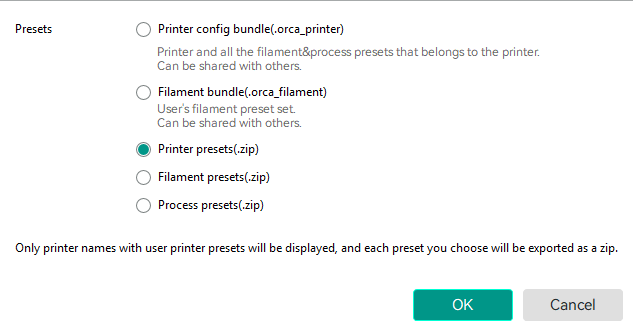 Presets
Printer config bundle(.orca_printer)
Printer and all the filament&process presets that belongs to the printer.
Can be shared with others.
Filament bundle(.orca_filament)
User's filament preset set.
Can be shared with others.
Printer presets(.zip)
Filament presets(.zip)
Process presets(.zip)
Only printer names with user printer presets will be displayed, and each preset you choose will be exported as a zip.
OK
Cancel